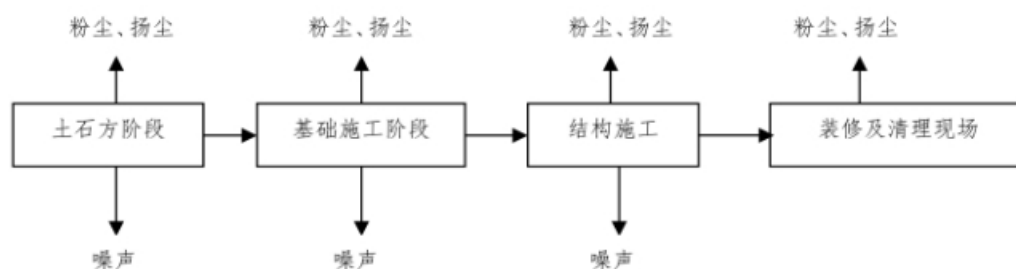 粉尘、扬尘 粉尘、扬尘 粉尘、扬尘 粉尘、扬尘
土石方阶段 基础施工阶段 结构施工 装修及清理现场
噪声 噪声 噪声